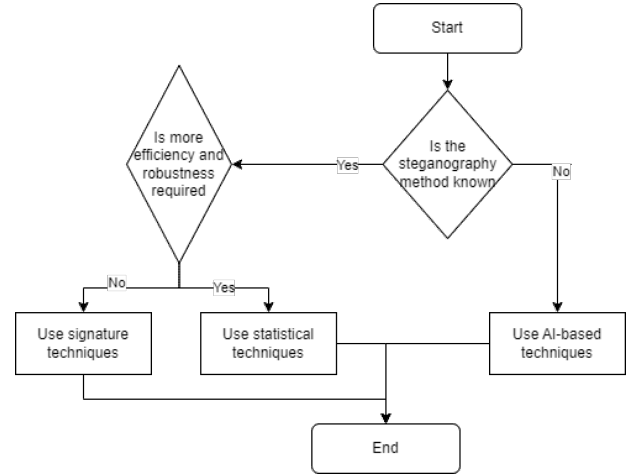 Start
Is the
steganography
method known
Yes
No
Is more
efficiency and
robustness
required
No
Yes
Use signature
techniques
Use statistical
techniques
Use AI-based
techniques
End